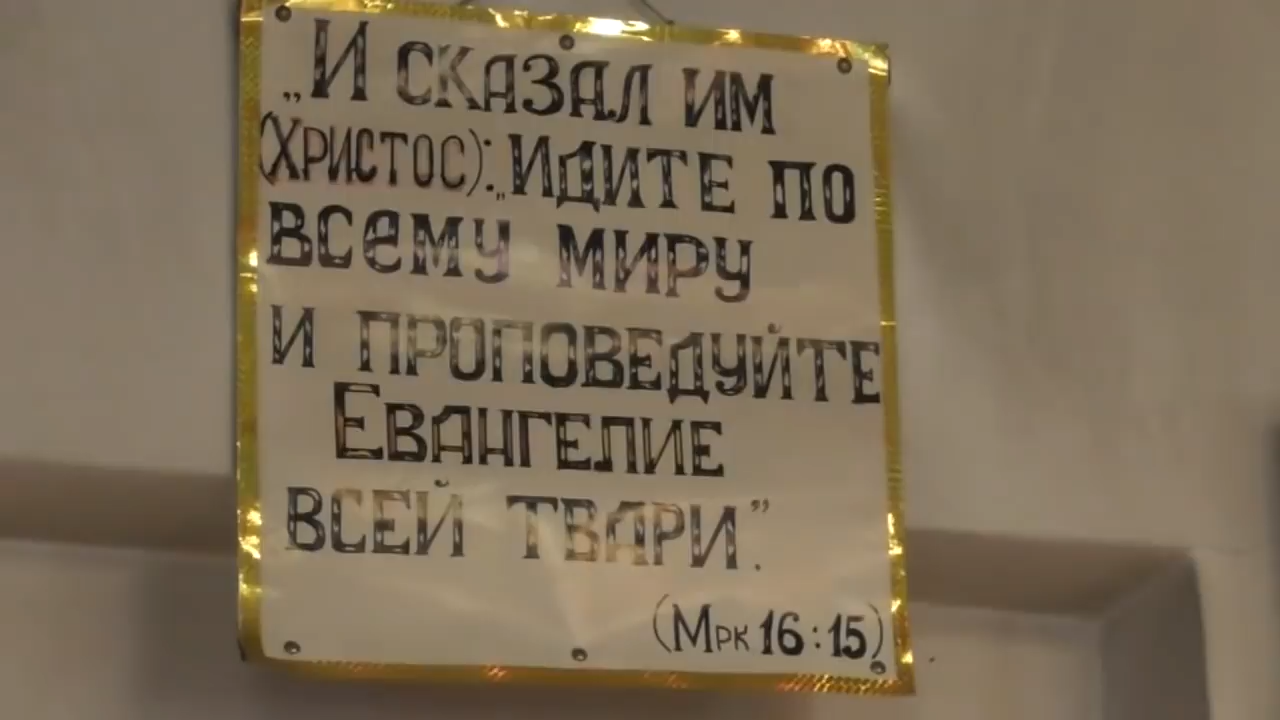 „И сказал им
(Христос): „Идите по
всему миру
и проповедуйте
Евангелие
всей твари”.
(Мрк 16:15)